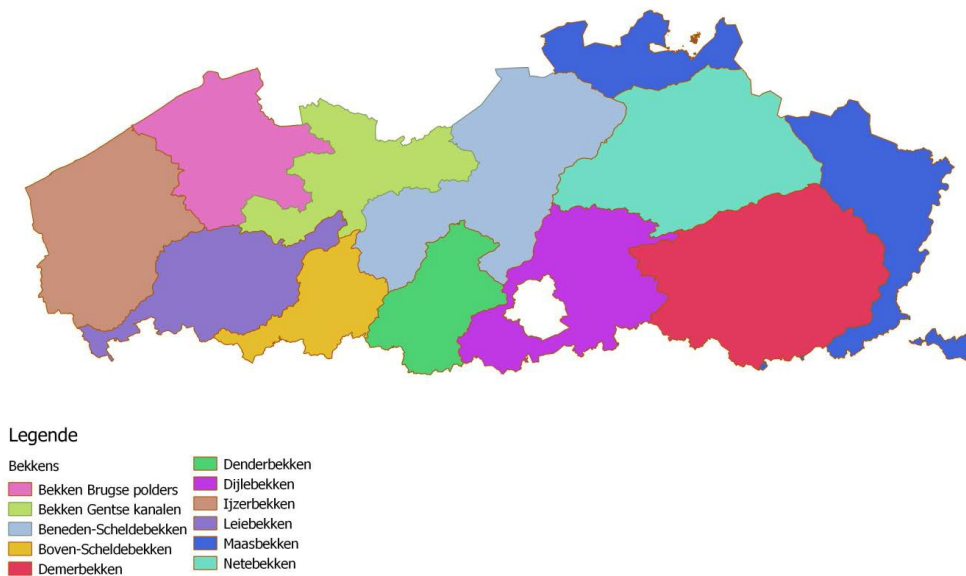 Legende
Bekkens
Bekken Brugse polders
Bekken Gentse kanalen
Beneden-Scheldebekken
Boven-Scheldebekken
Demerbekken
Denderbekken
Dijlebekken
Ijzerbekken
Leiebekken
Maasbekken
Netebekken